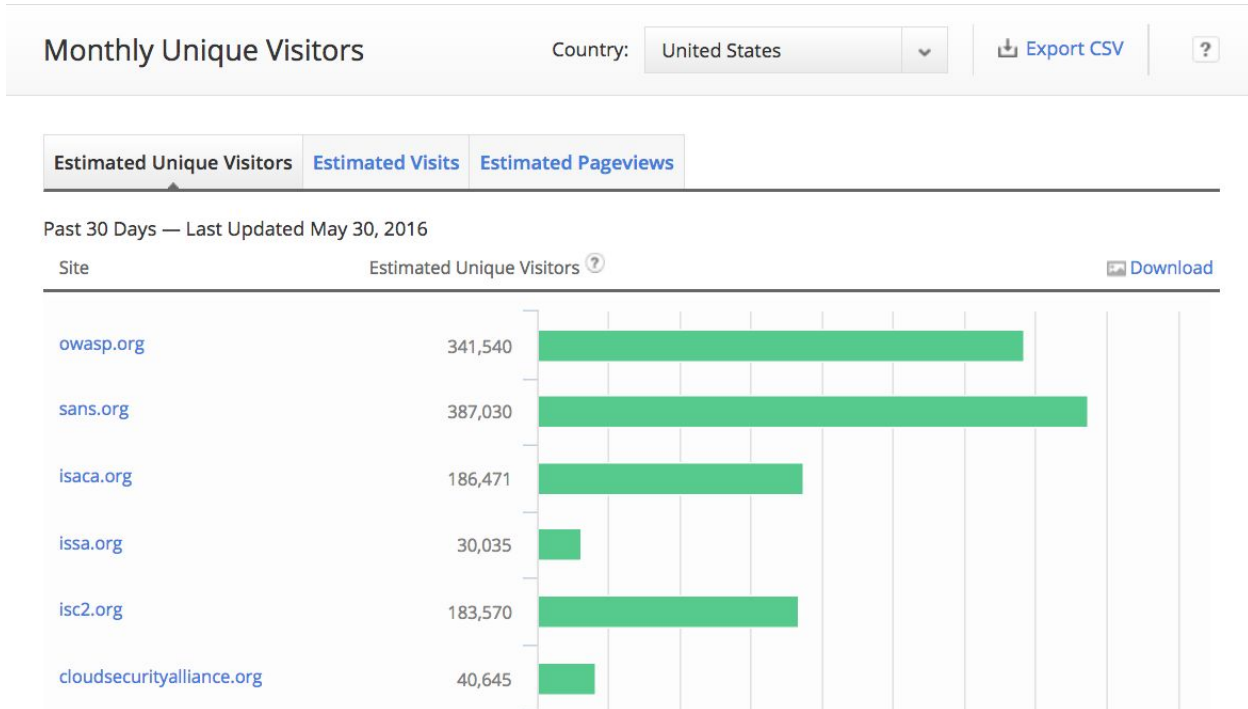 Monthly Unique Visitors Country: United States Export CSV ?
Estimated Unique Visitors Estimated Visits Estimated Pageviews
Past 30 Days — Last Updated May 30, 2016
Site Estimated Unique Visitors ? Download
owasp.org 341,540
sans.org 387,030
isaca.org 186,471
issa.org 30,035
isc2.org 183,570
cloudsecurityalliance.org 40,645